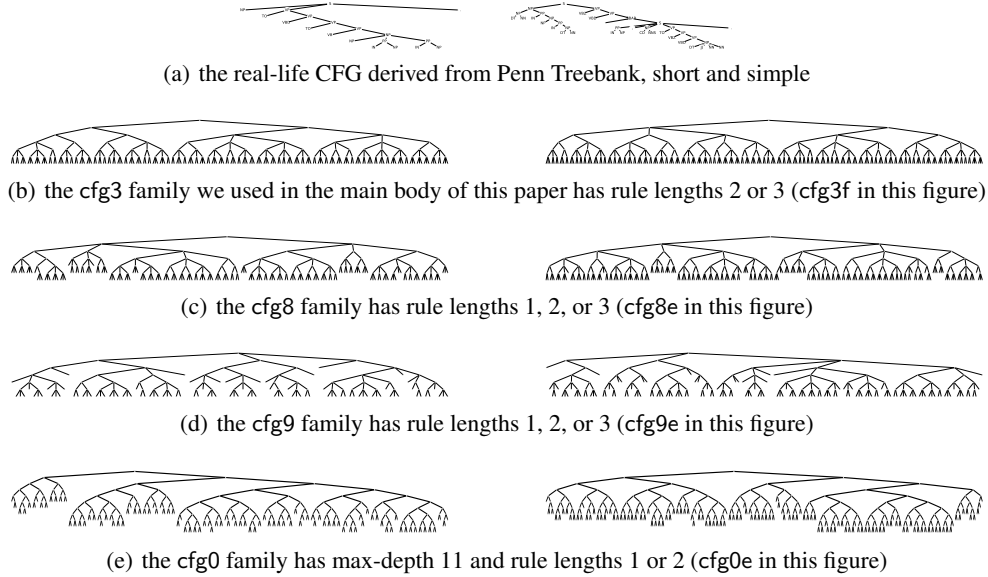 (a) the real-life CFG derived from Penn Treebank, short and simple
(b) the cfg3 family we used in the main body of this paper has rule lengths 2 or 3 (cfg3f in this figure)
(c) the cfg8 family has rule lengths 1, 2, or 3 (cfg8e in this figure)
(d) the cfg9 family has rule lengths 1, 2, or 3 (cfg9e in this figure)
(e) the cfg0 family has max-depth 11 and rule lengths 1 or 2 (cfg0e in this figure)